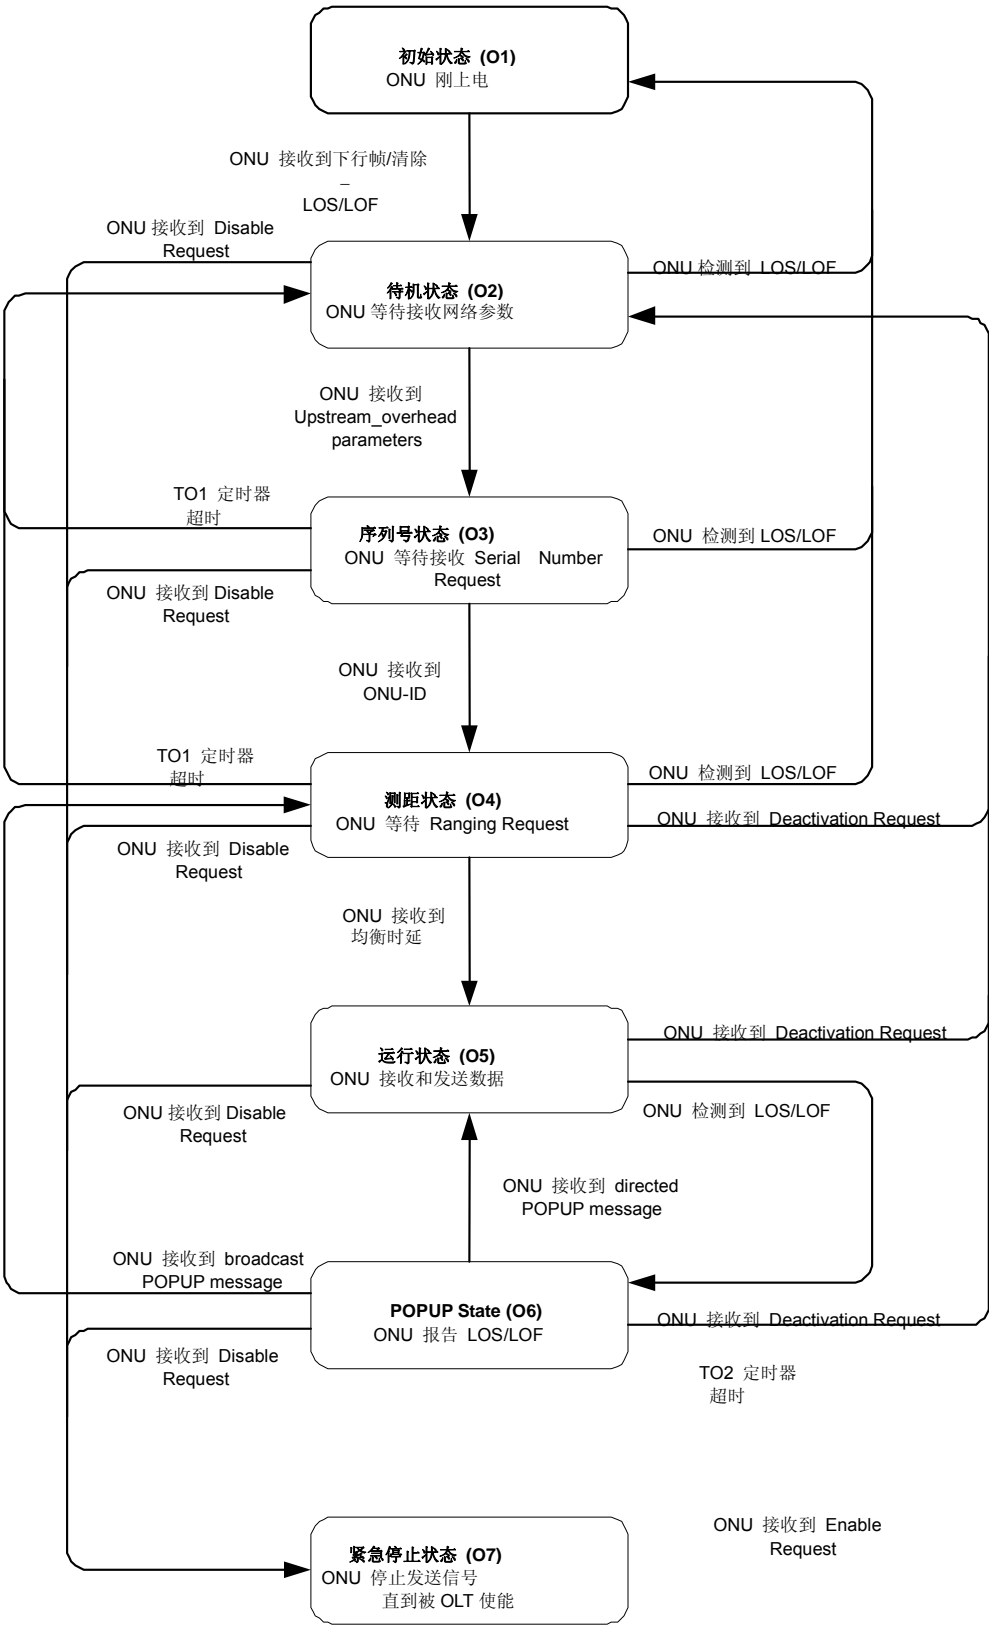 初始状态 (O1)
ONU 刚上电
ONU 接收到下行帧/清除
–
LOS/LOF
ONU 接收到 Disable
Request
待机状态 (O2)
ONU 等待接收网络参数
ONU 检测到 LOS/LOF
ONU 接收到
Upstream_overhead
parameters
TO1 定时器
超时
序列号状态 (O3)
ONU 等待接收 Serial Number
Request
ONU 检测到 LOS/LOF
ONU 接收到 Disable
Request
ONU 接收到
ONU-ID
TO1 定时器
超时
测距状态 (O4)
ONU 等待 Ranging Request
ONU 检测到 LOS/LOF
ONU 接收到 Deactivation Request
ONU 接收到 Disable
Request
ONU 接收到
均衡时延
运行状态 (O5)
ONU 接收和发送数据
ONU 接收到 Deactivation Request
ONU 接收到 Disable
Request
ONU 检测到 LOS/LOF
ONU 接收到 directed
POPUP message
ONU 接收到 broadcast
POPUP message
POPUP State (O6)
ONU 报告 LOS/LOF
ONU 接收到 Deactivation Request
ONU 接收到 Disable
Request
TO2 定时器
超时
ONU 接收到 Enable
Request
紧急停止状态 (O7)
ONU 停止发送信号
直到被 OLT 使能